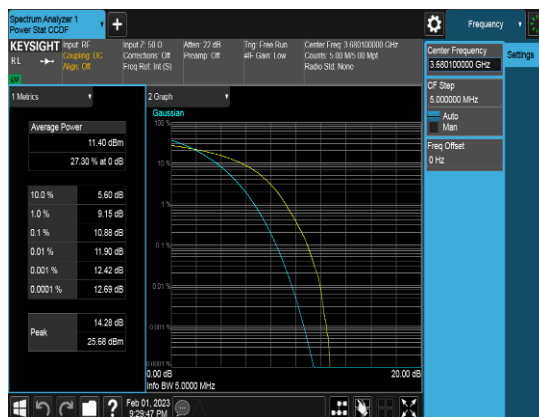 Spectrum Analyzer 1
Power Stat CCDF
Frequency
KEYSIGHT
RL
Input: RF
Coupling: DC
Align: Off
Input Z: 50 Ω
Corrections: Off
Freq Ref: Int (S)
Atten: 22 dB
Preamp: Off
Trig: Free Run
#IF Gain: Low
Center Freq: 3.680100000 GHz
Counts: 5.00 M/5.00 Mpt
Radio Std: None
Center Frequency
3.680100000 GHz
Settings
CF Step
5.000000 MHz
Auto
Man
Freq Offset
0 Hz
1 Metrics
Average Power
11.40 dBm
27.30 % at 0 dB
10.0 % 5.60 dB
1.0 % 9.15 dB
0.1 % 10.88 dB
0.01 % 11.90 dB
0.001 % 12.42 dB
0.0001 % 12.69 dB
Peak
14.28 dB
25.68 dBm
2 Graph
Gaussian
100 %
10 %
1 %
0.1 %
0.01 %
0.001 %
0.0001 %
0.00 dB
20.00 dB
Info BW 5.0000 MHz
Feb 01, 2023
9:29:47 PM